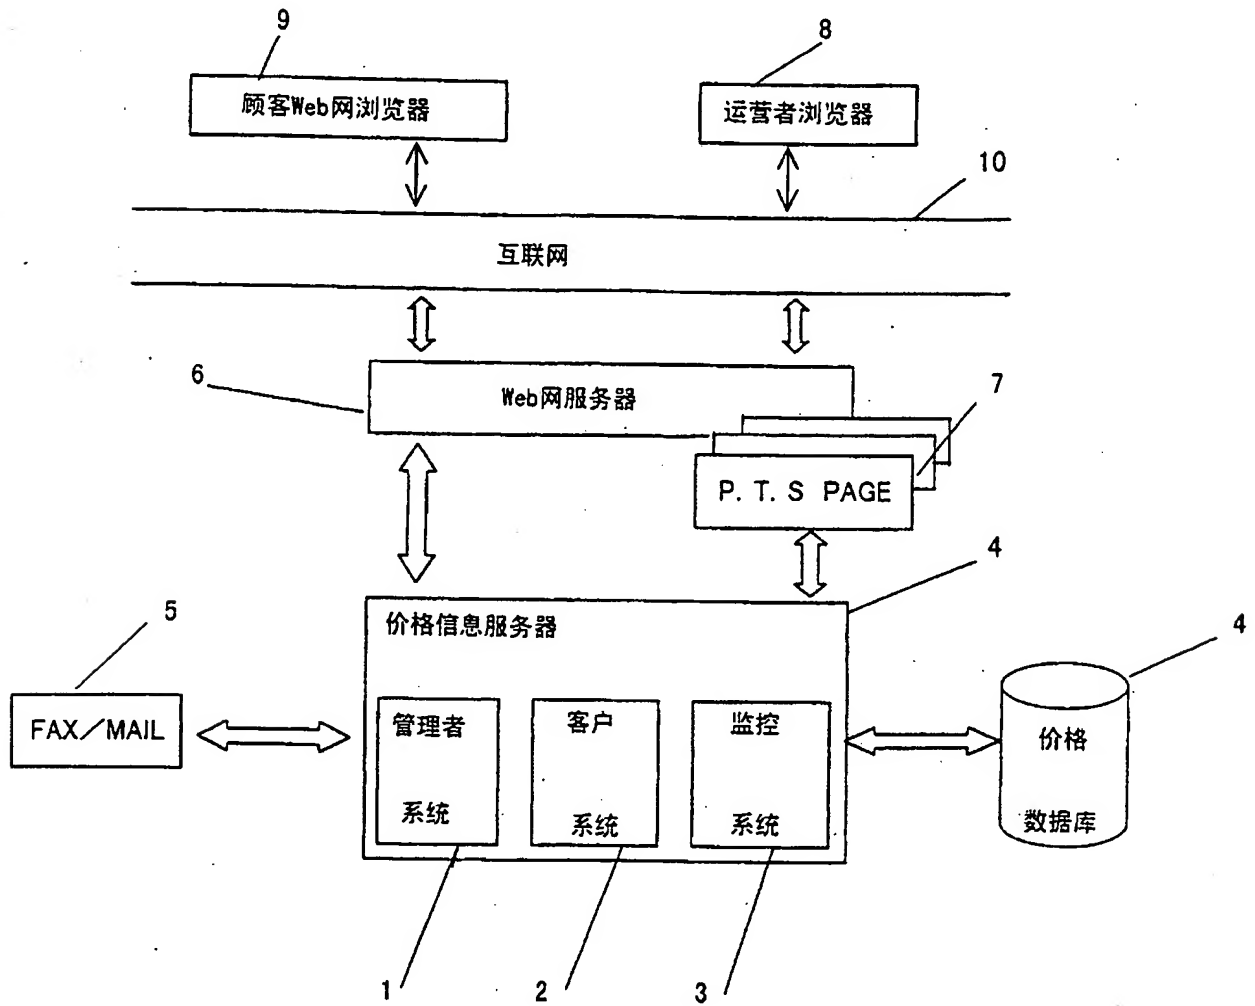 9
8
顾客Web网浏览器
运营者浏览器
10
互联网
6
Web网服务器
7
P. T. S PAGE
4
5
价格信息服务器
4
FAX／MAIL
管理者
系统
客户
系统
监控
系统
价格
数据库
1
2
3